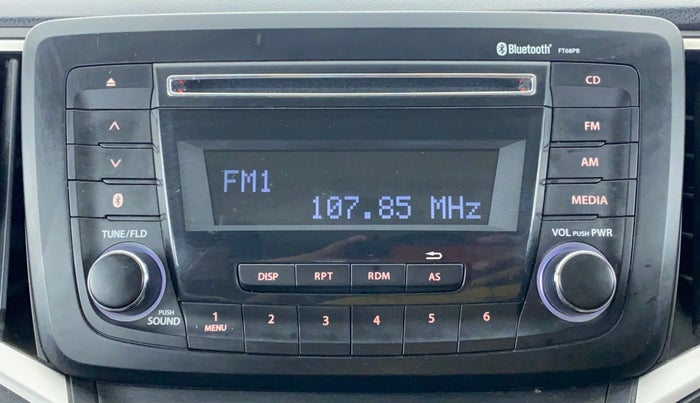 Bluetooth® FT68PB
CD
FM
AM
MEDIA
FM1
107.85 MHz
TUNE/FLD
VOL PUSH PWR
DISP RPT RDM AS
PUSH SOUND
1 MENU 2 3 4 5 6